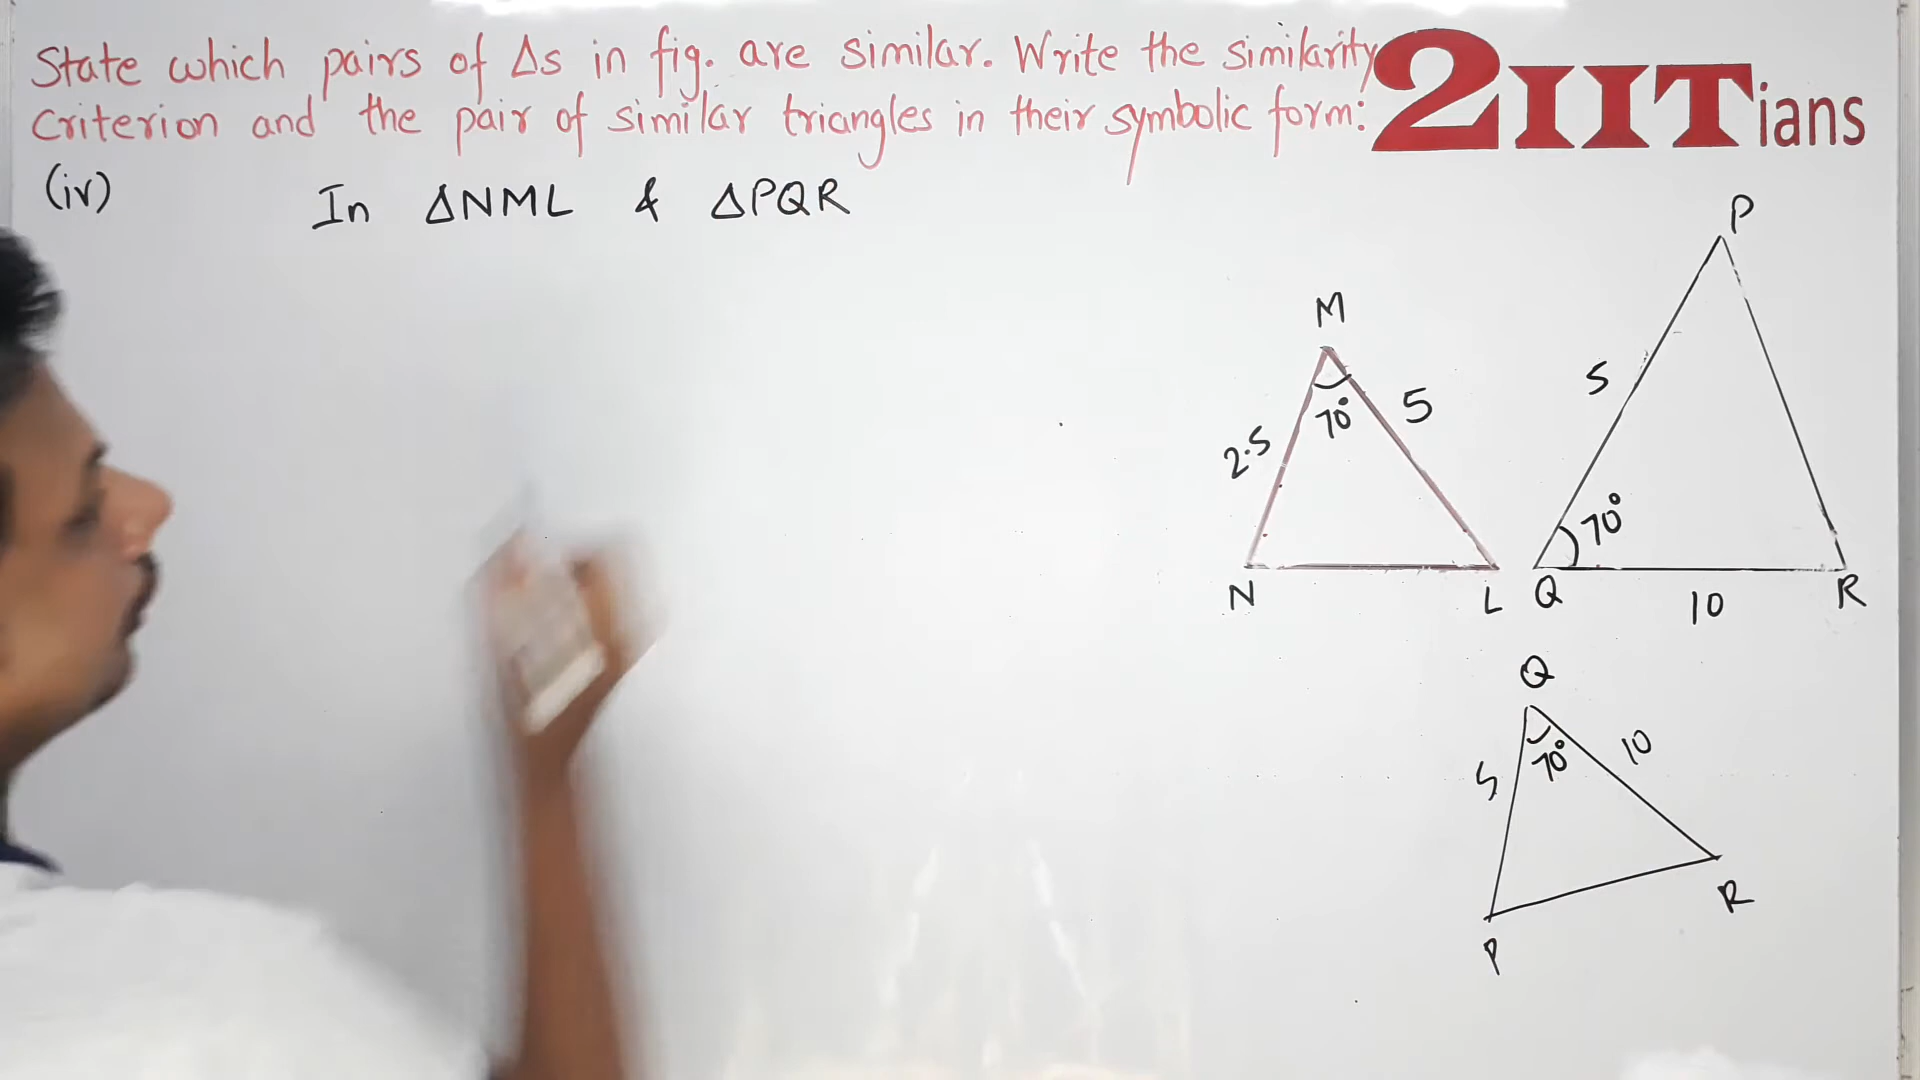 State which pairs of Δs in fig. are similar. Write the similarity
criterion and the pair of similar triangles in their symbolic form:
2IITians
(iv) In ΔNML & ΔPQR
P
M
5
5
70°
2.5
70°
N L Q R
10
Q
10
70°
5
R
P